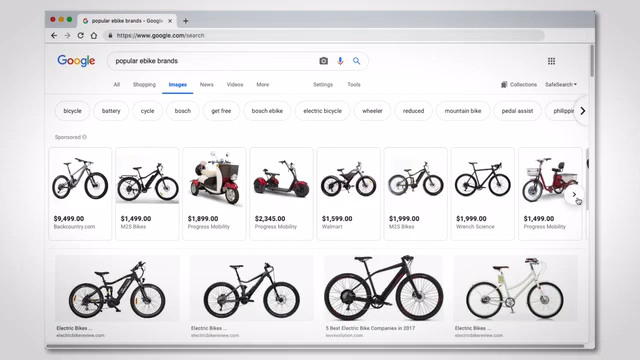 popular ebike brands - Google
https://www.google.com/search
Google
popular ebike brands
All Shopping Images News Videos More Settings Tools
Collections SafeSearch
bicycle battery cycle bosch get free bosch ebike electric bicycle wheeler reduced mountain bike pedal assist philippin
Sponsored
$9,499.00 $1,499.00 $1,899.00 $2,345.00 $1,599.00 $1,999.00 $1,999.00 $1,499.00
Backcountry.com M2S Bikes Progress Mobility Progress Mobility Walmart M2S Bikes Wrench Science Progress Mobility
Electric Bikes ... Electric Bikes ... 5 Best Electric Bike Companies in 2017 Electric Bikes ...
electricbikereview.com electricbikereview.com levrevolution.com electricbikereview.com